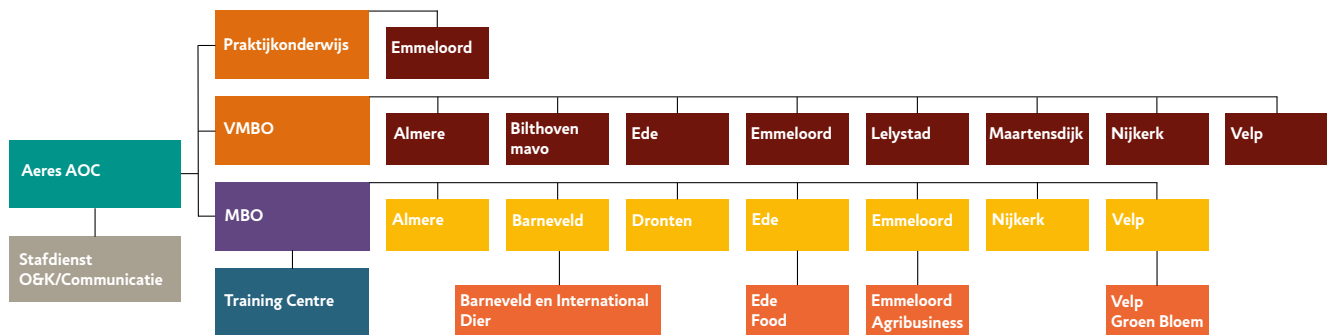 Praktijkonderwijs
Emmeloord
VMBO
Almere
Bilthoven
mavo
Ede
Emmeloord
Lelystad
Maartensdijk
Nijkerk
Velp
Aeres AOC
MBO
Almere
Barneveld
Dronten
Ede
Emmeloord
Nijkerk
Velp
Stafdienst
O&K/Communicatie
Training Centre
Barneveld en International
Dier
Ede
Food
Emmeloord
Agribusiness
Velp
Groen Bloem